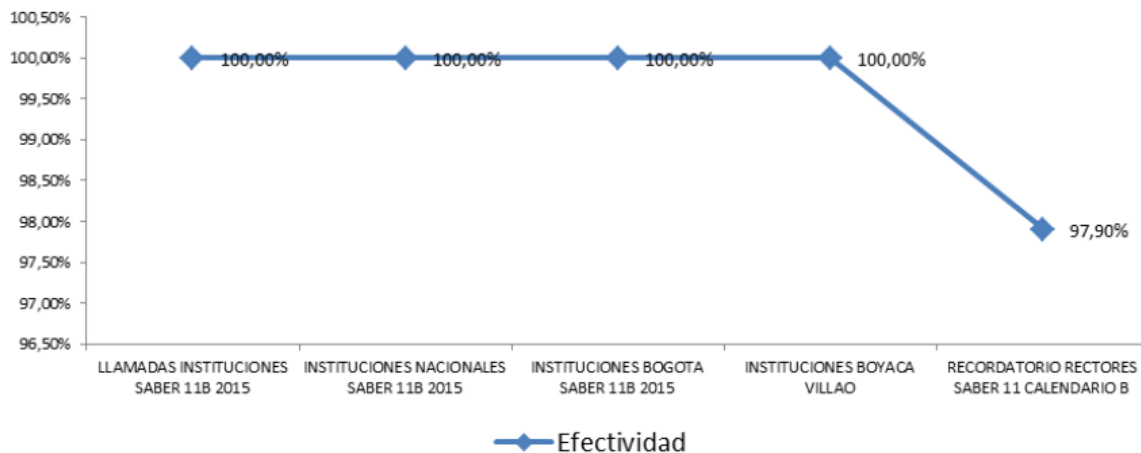 100,50%
100,00%
99,50%
99,00%
98,50%
98,00%
97,50%
97,00%
96,50%
100,00%
100,00%
100,00%
100,00%
97,90%
LLAMADAS INSTITUCIONES
SABER 11B 2015
INSTITUCIONES NACIONALES
SABER 11B 2015
INSTITUCIONES BOGOTA
SABER 11B 2015
INSTITUCIONES BOYACA
VILLAO
RECORDATORIO RECTORES
SABER 11 CALENDARIO B
Efectividad